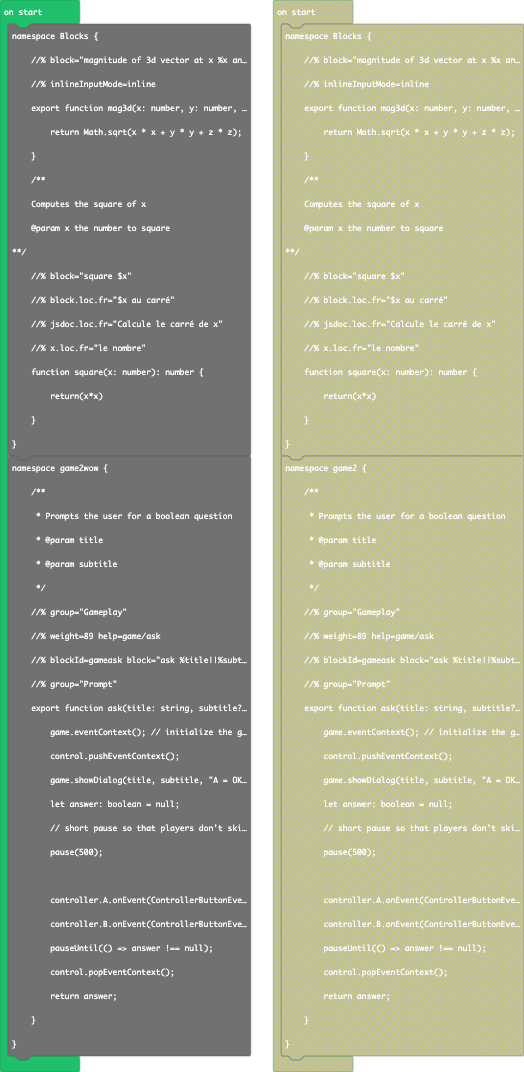 on start
namespace Blocks {
//% block="magnitude of 3d vector at x %x an…
//% inlineInputMode=inline
export function mag3d(x: number, y: number, …
return Math.sqrt(x * x + y * y + z * z);
}
/**
Computes the square of x
@param x the number to square
**/
//% block="square $x"
//% block.loc.fr="$x au carré"
//% jsdoc.loc.fr="Calcule le carré de x"
//% x.loc.fr="le nombre"
function square(x: number): number {
return(x*x)
}
}
namespace game2wow {
/**
* Prompts the user for a boolean question
* @param title
* @param subtitle
*/
//% group="Gameplay"
//% weight=89 help=game/ask
//% blockId=gameask block="ask %title||%subt…
//% group="Prompt"
export function ask(title: string, subtitle?…
game.eventContext(); // initialize the g…
control.pushEventContext();
game.showDialog(title, subtitle, "A = OK…
let answer: boolean = null;
// short pause so that players don't ski…
pause(500);
controller.A.onEvent(ControllerButtonEve…
controller.B.onEvent(ControllerButtonEve…
pauseUntil(() => answer !== null);
control.popEventContext();
return answer;
}
}
on start
namespace Blocks {
//% block="magnitude of 3d vector at x %x an…
//% inlineInputMode=inline
export function mag3d(x: number, y: number, …
return Math.sqrt(x * x + y * y + z * z);
}
/**
Computes the square of x
@param x the number to square
**/
//% block="square $x"
//% block.loc.fr="$x au carré"
//% jsdoc.loc.fr="Calcule le carré de x"
//% x.loc.fr="le nombre"
function square(x: number): number {
return(x*x)
}
}
namespace game2 {
/**
* Prompts the user for a boolean question
* @param title
* @param subtitle
*/
//% group="Gameplay"
//% weight=89 help=game/ask
//% blockId=gameask block="ask %title||%subt…
//% group="Prompt"
export function ask(title: string, subtitle?…
game.eventContext(); // initialize the g…
control.pushEventContext();
game.showDialog(title, subtitle, "A = OK…
let answer: boolean = null;
// short pause so that players don't ski…
pause(500);
controller.A.onEvent(ControllerButtonEve…
controller.B.onEvent(ControllerButtonEve…
pauseUntil(() => answer !== null);
control.popEventContext();
return answer;
}
}